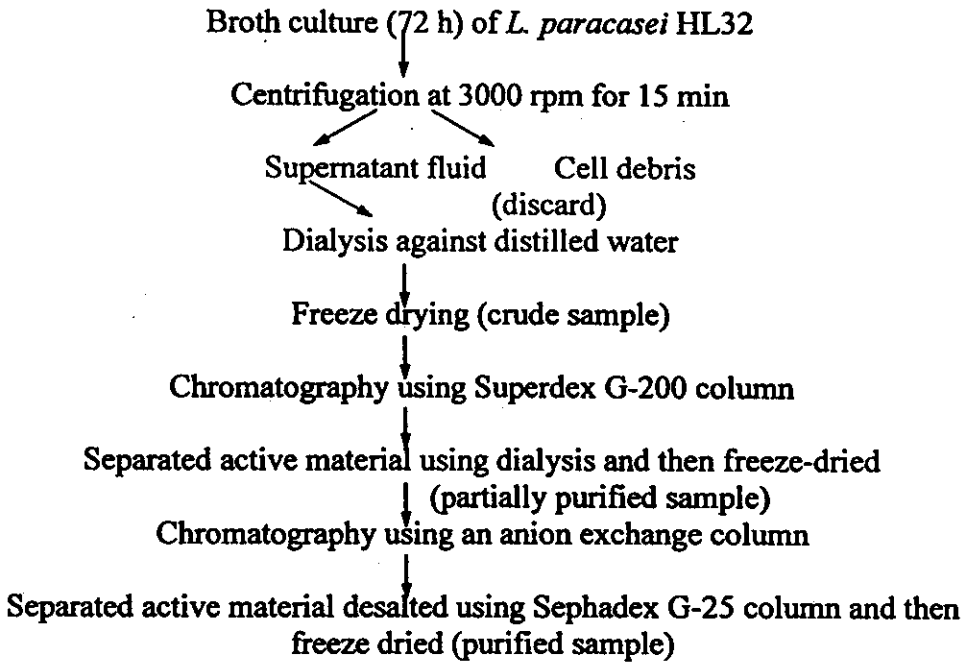 Broth culture (72 h) of L. paracasei HL32
Centrifugation at 3000 rpm for 15 min
Supernatant fluid Cell debris
(discard)
Dialysis against distilled water
Freeze drying (crude sample)
Chromatography using Superdex G-200 column
Separated active material using dialysis and then freeze-dried
(partially purified sample)
Chromatography using an anion exchange column
Separated active material desalted using Sephadex G-25 column and then
freeze dried (purified sample)